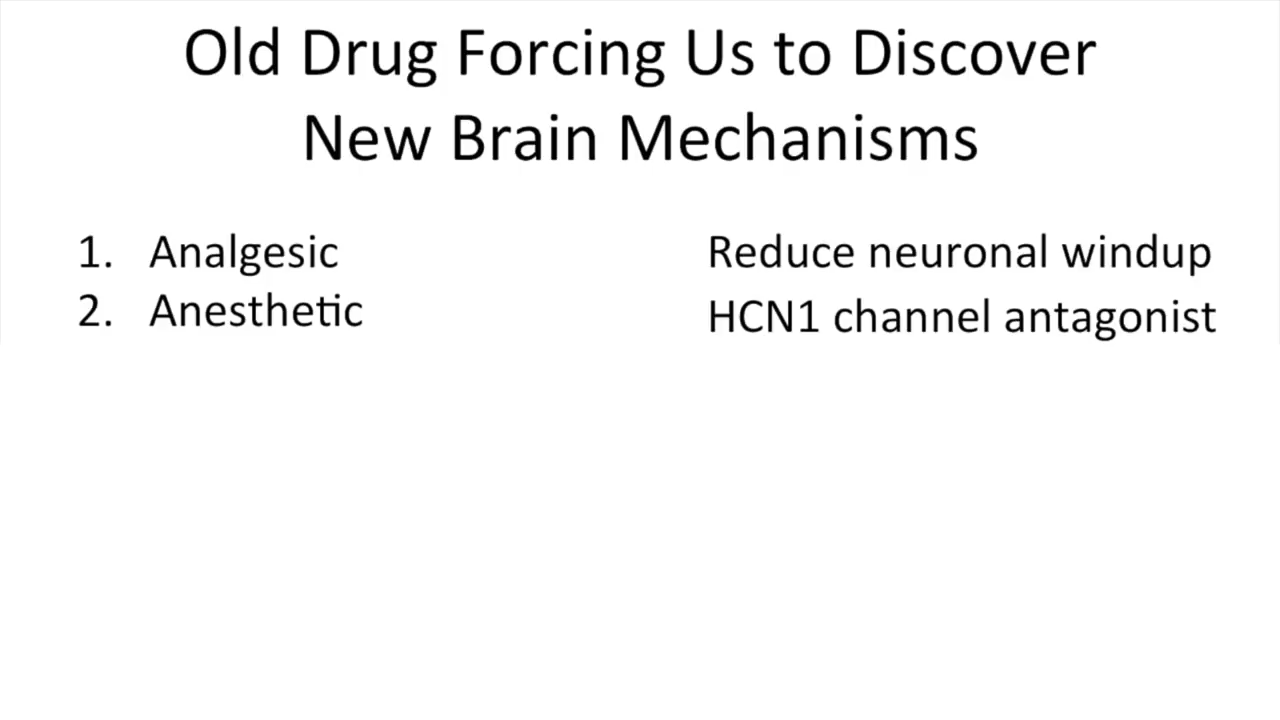 Old Drug Forcing Us to Discover
New Brain Mechanisms
1. Analgesic Reduce neuronal windup
2. Anesthetic HCN1 channel antagonist